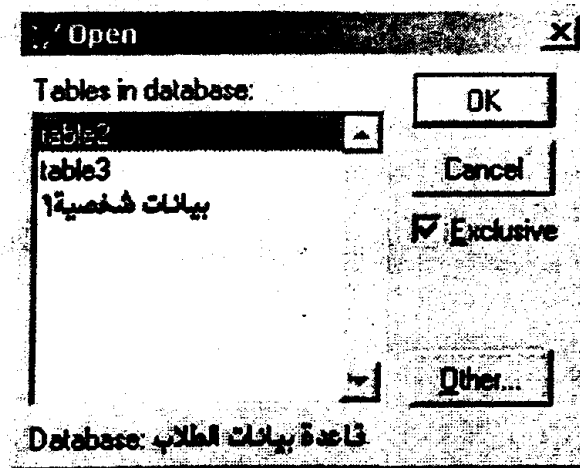 Open
Tables in database:
table2
table3
بيانات شخصية1
OK
Cancel
Exclusive
Other...
Database: قاعدة بيانات الطلاب